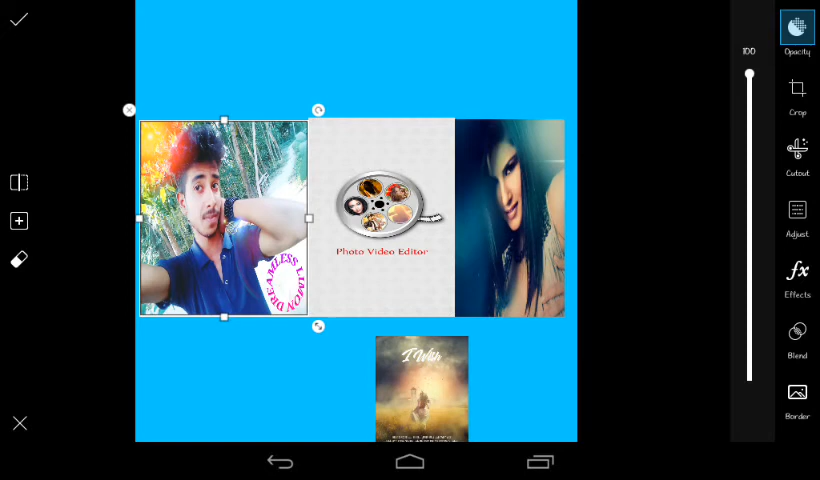 100
Opacity
Crop
Cutout
Adjust
fx
Effects
Blend
Border
DREAMLESS LIMON
Photo Video Editor
I Wish